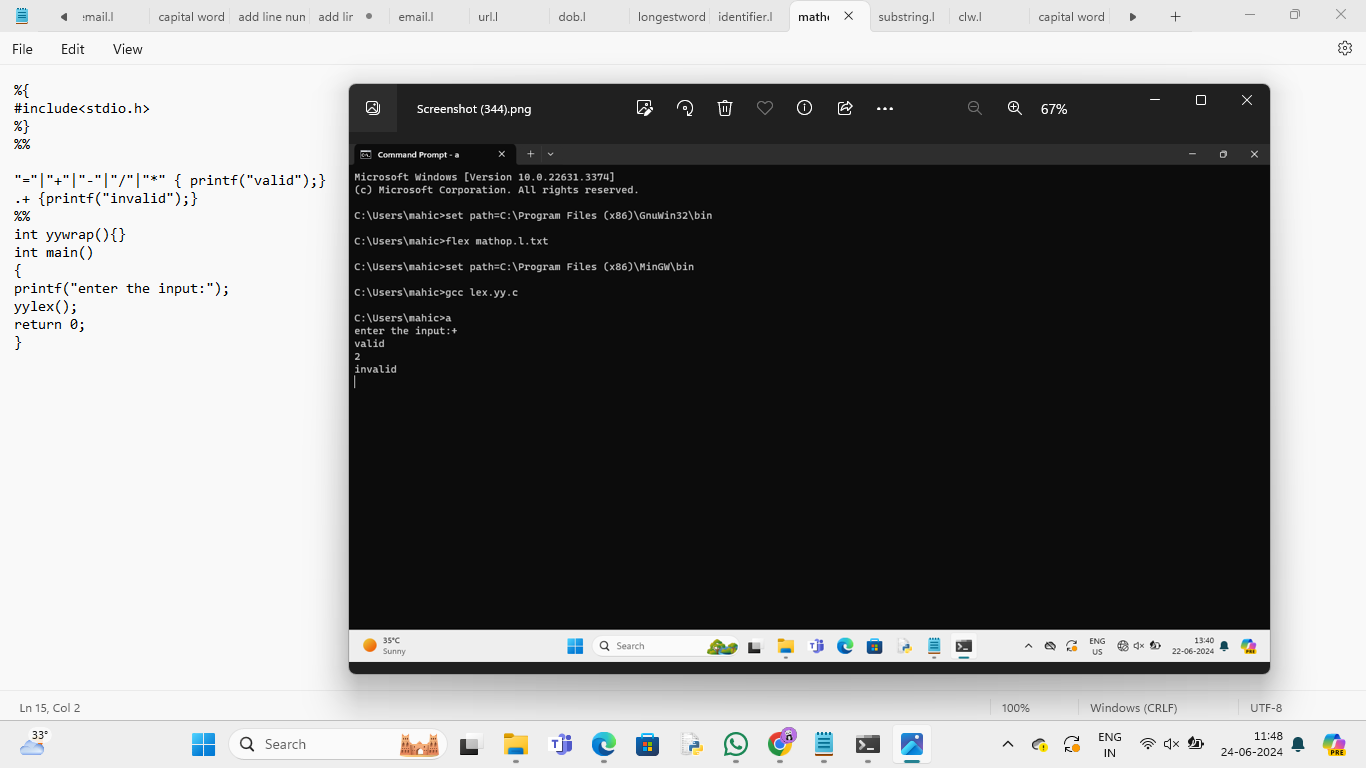 email.l capital word add line nun add lir email.l url.l dob.l longestword identifier.l mathe substring.l clw.l capital word
File Edit View
%{
#include<stdio.h>
%}
%%
"="|"+"|"-"|"/"|"*" { printf("valid");}
.+ {printf("invalid");}
%%
int yywrap(){}
int main()
{
printf("enter the input:");
yylex();
return 0;
}
Screenshot (344).png 67%
Command Prompt - a
Microsoft Windows [Version 10.0.22631.3374]
(c) Microsoft Corporation. All rights reserved.
C:\Users\mahic>set path=C:\Program Files (x86)\GnuWin32\bin
C:\Users\mahic>flex mathop.l.txt
C:\Users\mahic>set path=C:\Program Files (x86)\MinGW\bin
C:\Users\mahic>gcc lex.yy.c
C:\Users\mahic>a
enter the input:+
valid
2
invalid
35°C
Sunny
Search
ENG
US
13:40
22-06-2024
PRE
Ln 15, Col 2 100% Windows (CRLF) UTF-8
33°
Search
ENG
IN
11:48
24-06-2024
PRE